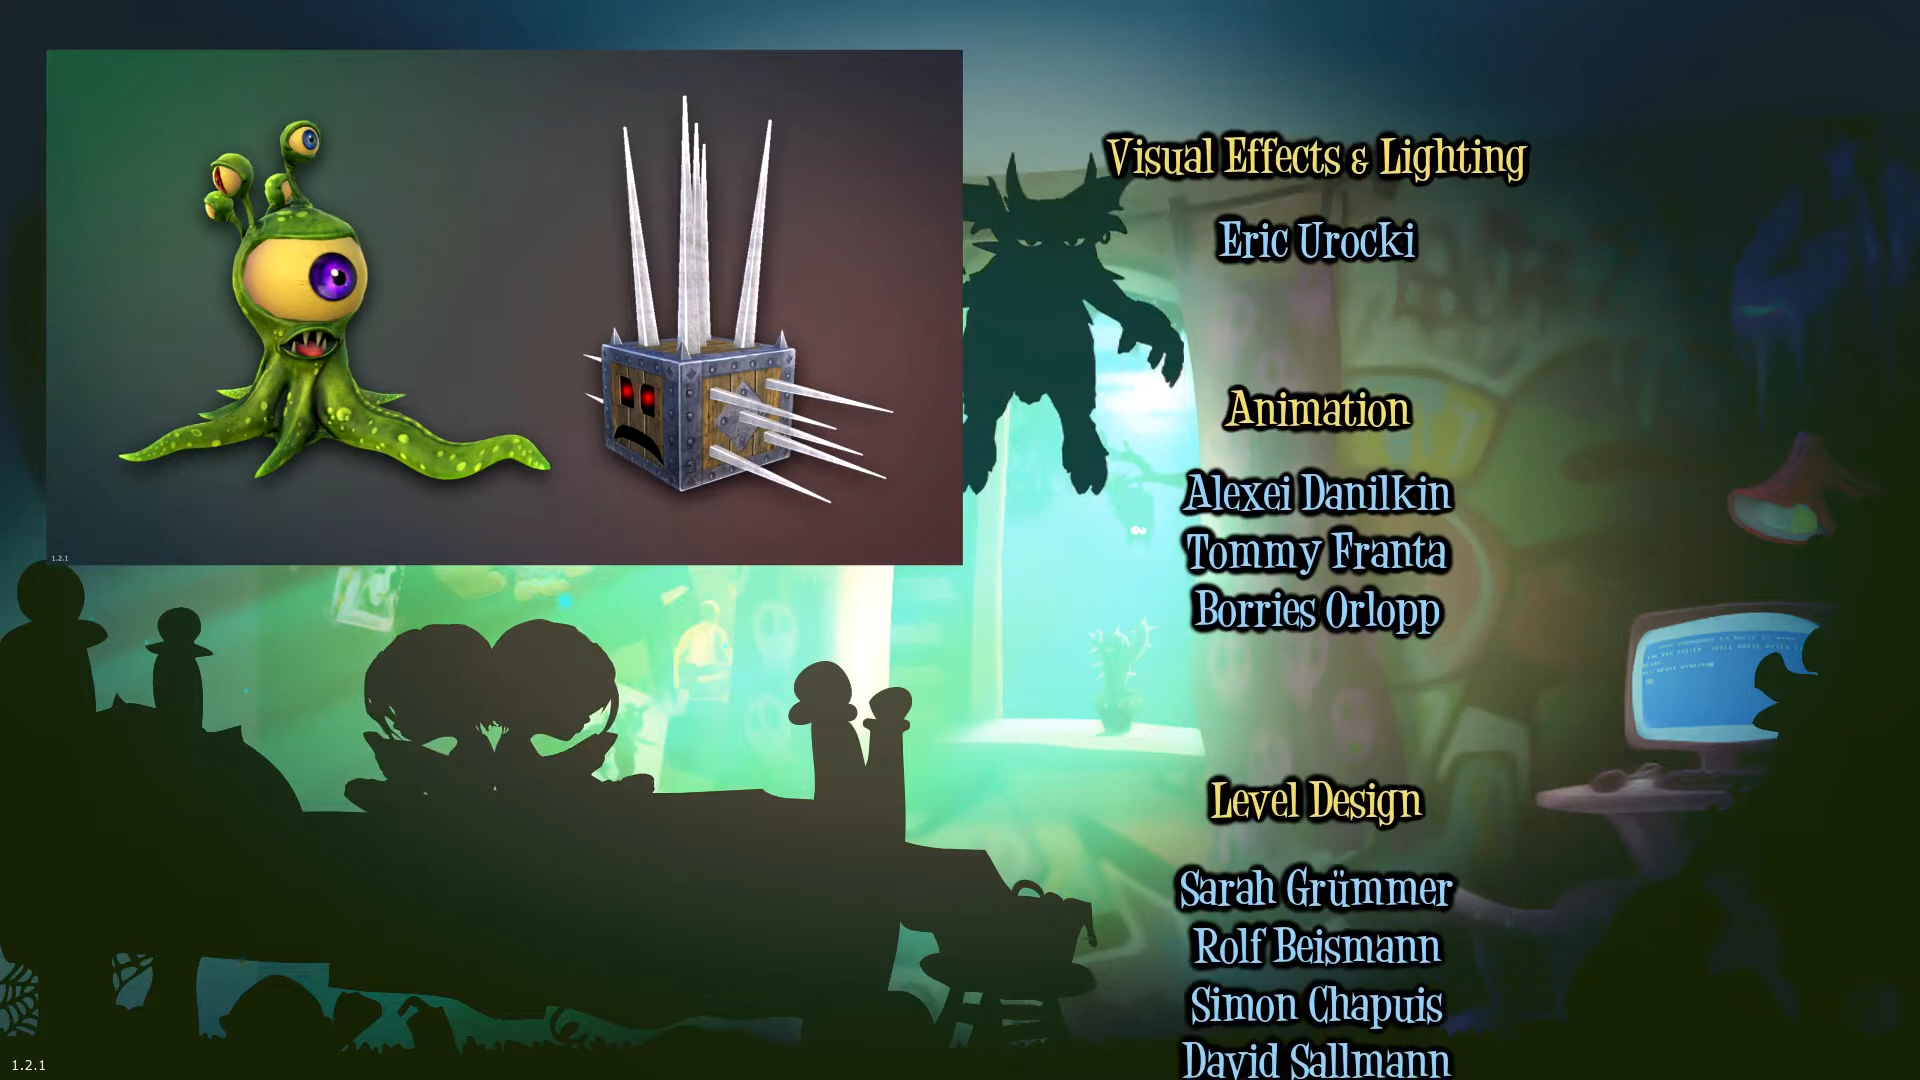 Visual Effects & Lighting
Eric Urocki
Animation
Alexei Danilkin
Tommy Franta
Borries Orlopp
Level Design
Sarah Grümmer
Rolf Beismann
Simon Chapuis
David Sallmann
1.2.1
1.2.1